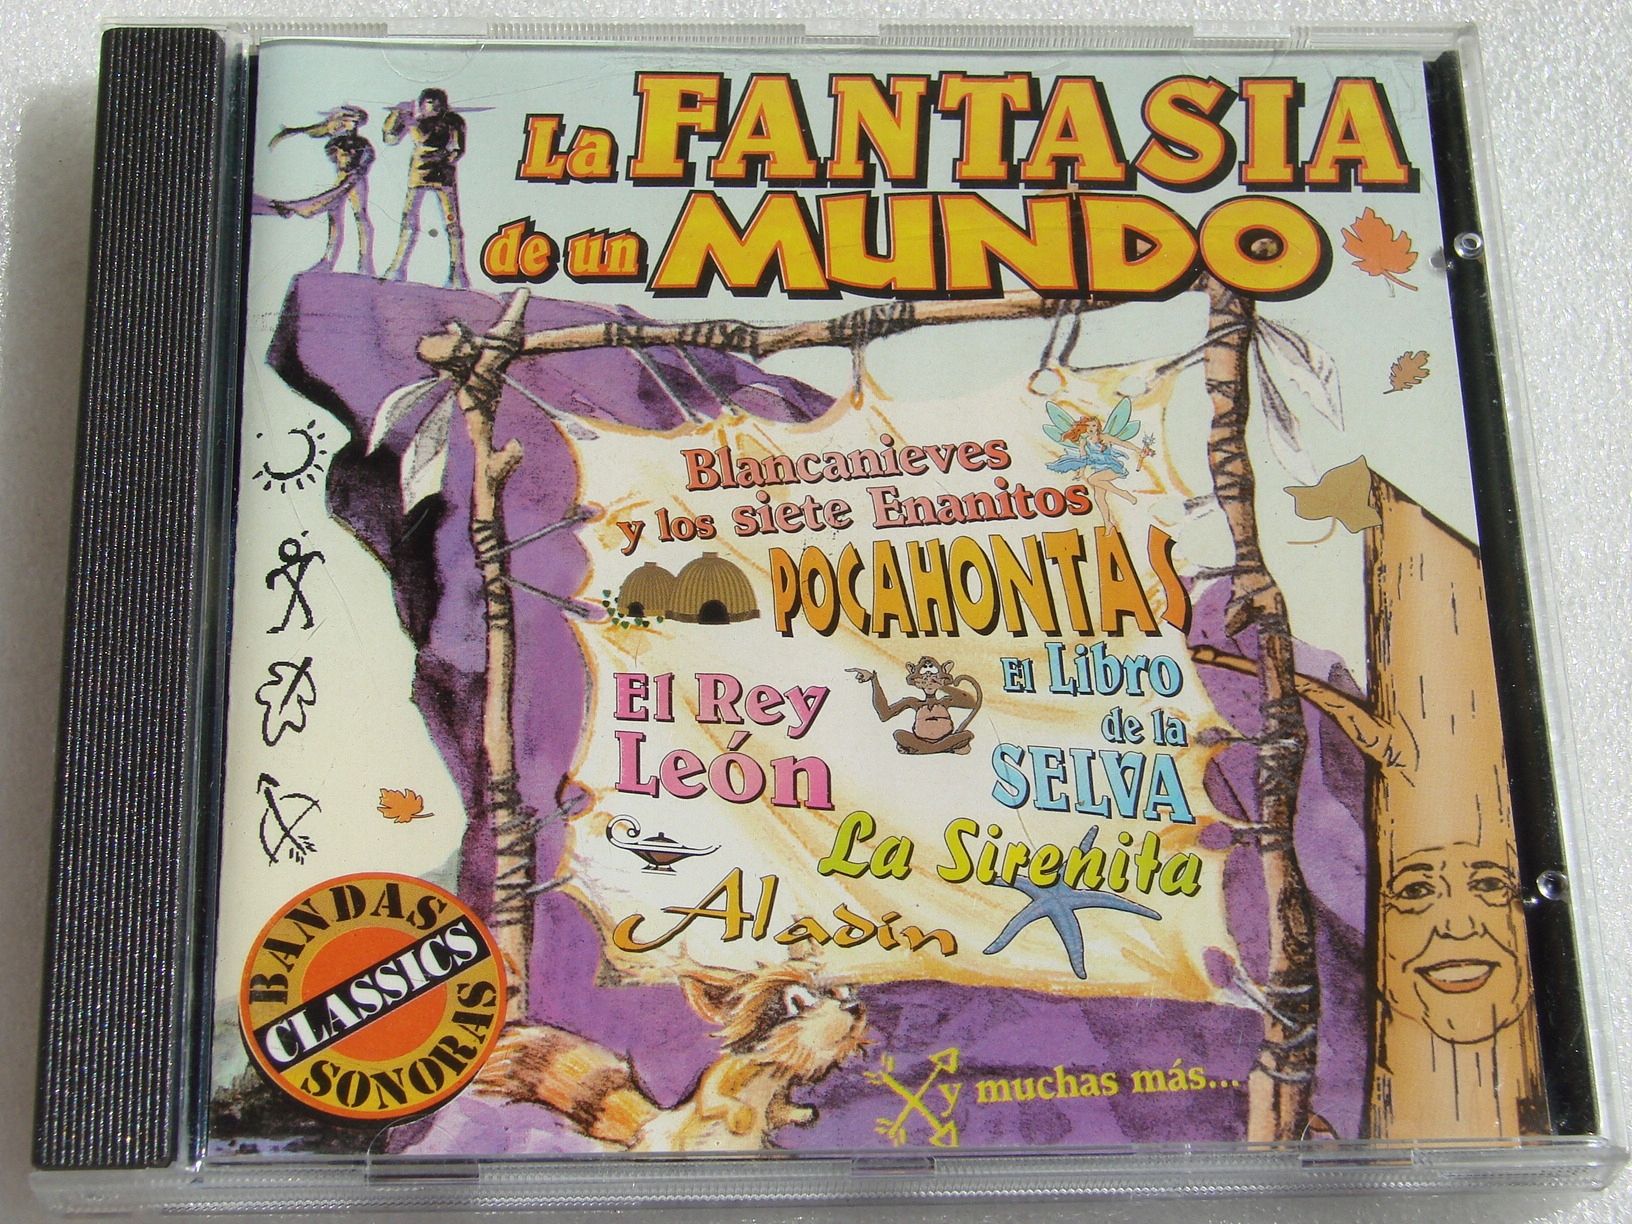 La FANTASIA
de un MUNDO
Blancanieves
y los siete Enanitos
POCAHONTAS
El Rey
León
El Libro
de la
SELVA
La Sirenita
Aladín
y muchas más...
BANDAS
CLASSICS
SONORAS